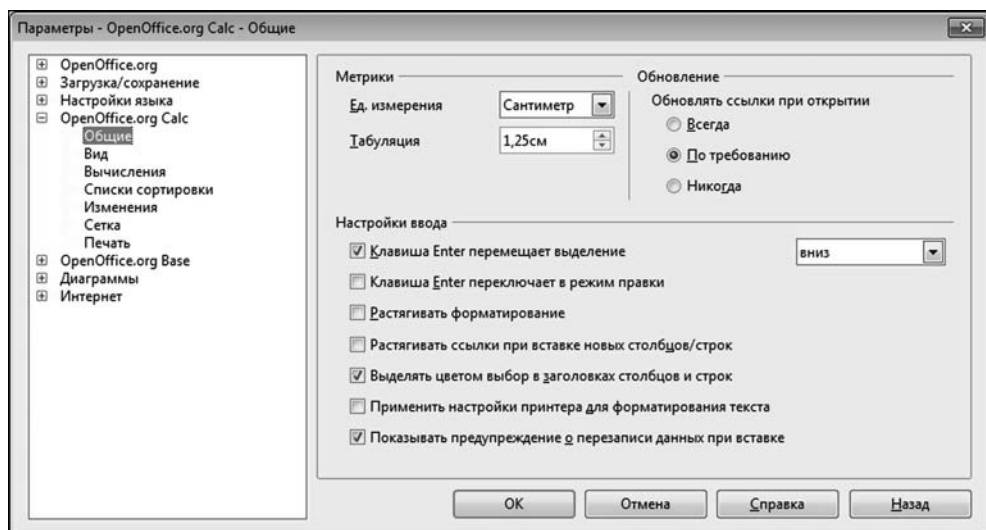 Параметры - OpenOffice.org Calc - Общие
OpenOffice.org
Загрузка/сохранение
Настройки языка
OpenOffice.org Calc
Общие
Вид
Вычисления
Списки сортировки
Изменения
Сетка
Печать
OpenOffice.org Base
Диаграммы
Интернет
Метрики
Ед. измерения Сантиметр
Табуляция 1,25см
Обновление
Обновлять ссылки при открытии
Всегда
По требованию
Никогда
Настройки ввода
Клавиша Enter перемещает выделение вниз
Клавиша Enter переключает в режим правки
Растягивать форматирование
Растягивать ссылки при вставке новых столбцов/строк
Выделять цветом выбор в заголовках столбцов и строк
Применить настройки принтера для форматирования текста
Показывать предупреждение о перезаписи данных при вставке
OK Отмена Справка Назад